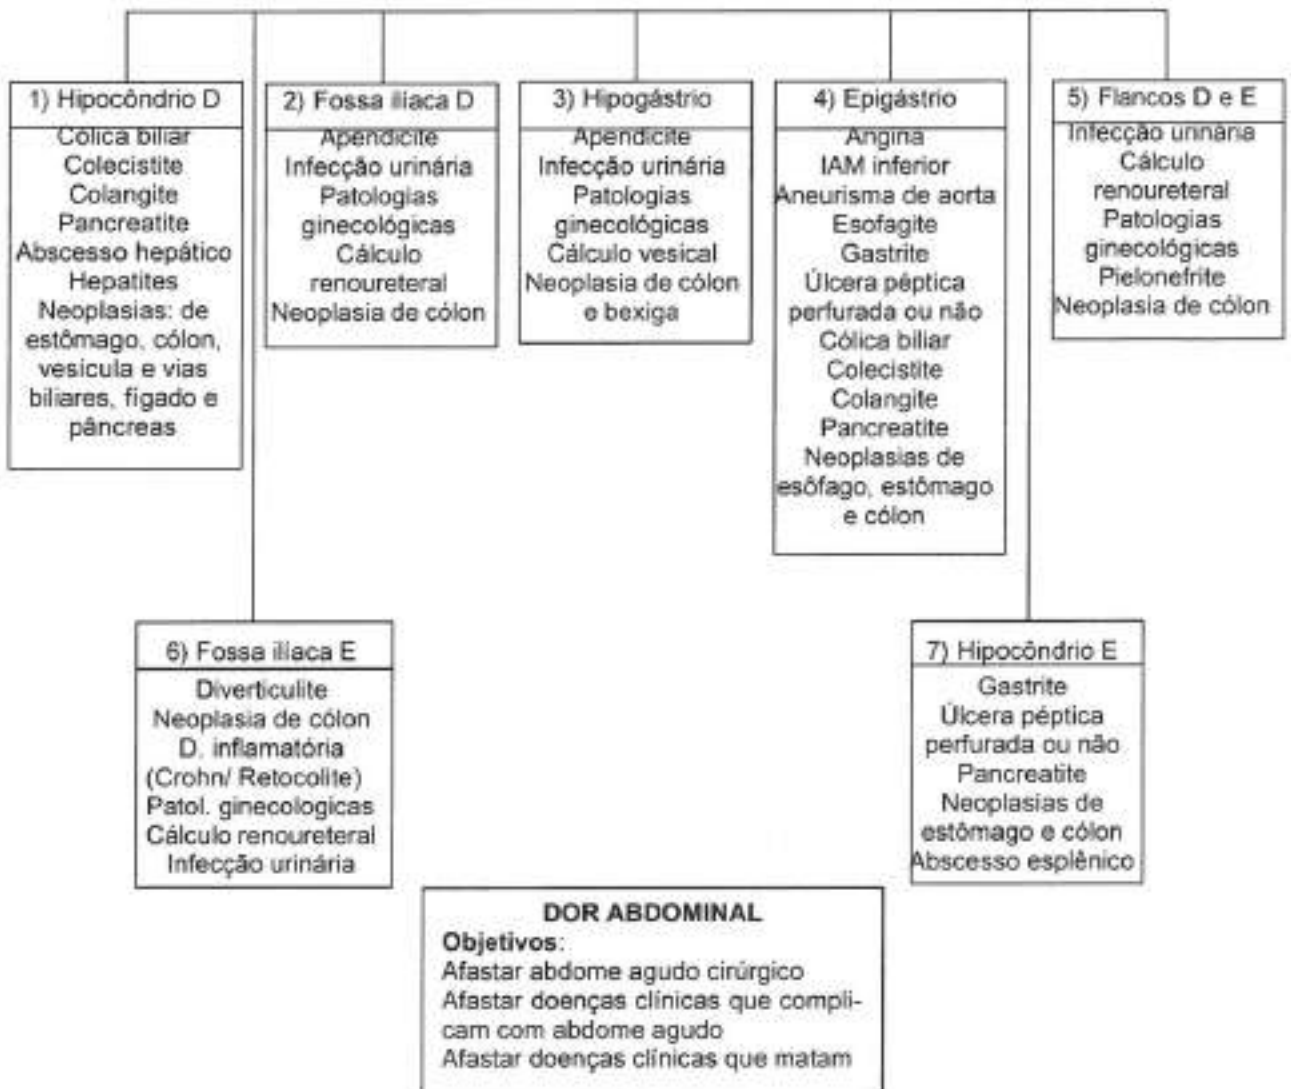 1) Hipocôndrio D
Cólica biliar
Colecistite
Colangite
Pancreatite
Abscesso hepático
Hepatites
Neoplasias: de
estômago, cólon,
vesícula e vias
biliares, fígado e
pâncreas
2) Fossa ilíaca D
Apendicite
Infecção urinária
Patologias
ginecológicas
Cálculo
renoureteral
Neoplasia de cólon
3) Hipogástrio
Apendicite
Infecção urinária
Patologias
ginecológicas
Cálculo vesical
Neoplasia de cólon
e bexiga
4) Epigástrio
Angina
IAM inferior
Aneurisma de aorta
Esofagite
Gastrite
Úlcera péptica
perfurada ou não
Cólica biliar
Colecistite
Colangite
Pancreatite
Neoplasias de
esôfago, estômago
e cólon
5) Flancos D e E
Infecção urinária
Cálculo
renoureteral
Patologias
ginecológicas
Pielonefrite
Neoplasia de cólon
6) Fossa ilíaca E
Diverticulite
Neoplasia de cólon
D. inflamatória
(Crohn/ Retocolite)
Patol. ginecologicas
Cálculo renoureteral
Infecção urinária
7) Hipocôndrio E
Gastrite
Úlcera péptica
perfurada ou não
Pancreatite
Neoplasias de
estômago e cólon
Abscesso esplênico
DOR ABDOMINAL
Objetivos:
Afastar abdome agudo cirúrgico
Afastar doenças clínicas que compli-
cam com abdome agudo
Afastar doenças clínicas que matam